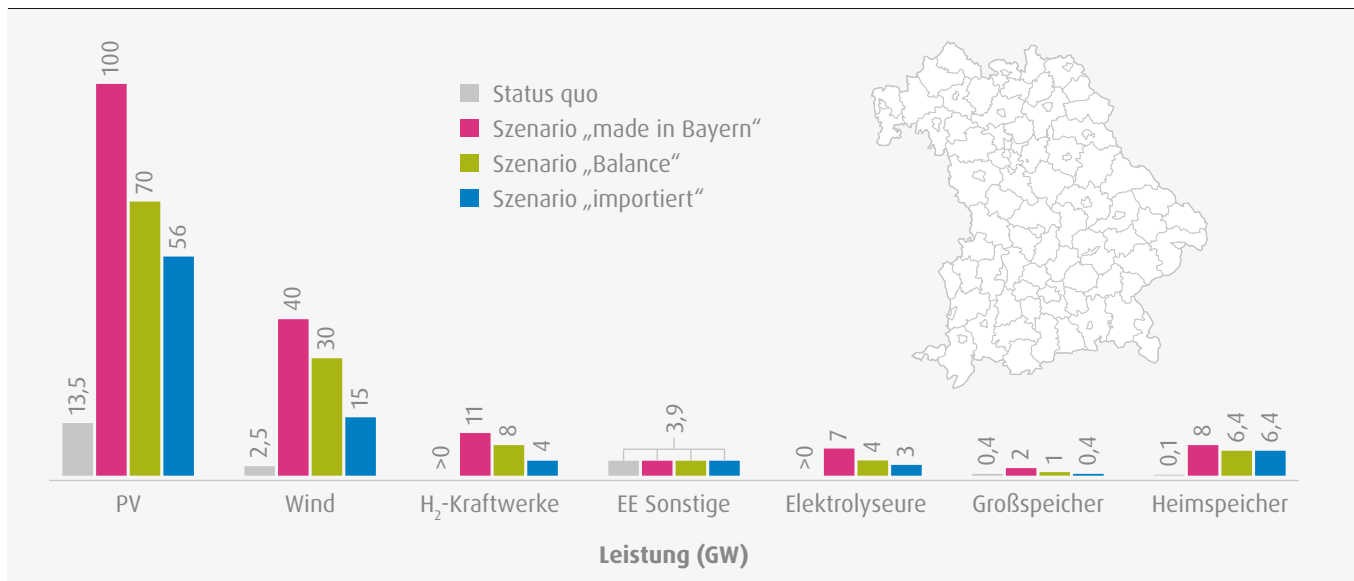 Status quo
Szenario „made in Bayern“
Szenario „Balance“
Szenario „importiert“
13,5
100
70
56
2,5
40
30
15
>0
11
8
4
3,9
>0
7
4
3
0,4
2
1
0,4
0,1
8
6,4
6,4
PV
Wind
H₂-Kraftwerke
EE Sonstige
Elektrolyseure
Großspeicher
Heimspeicher
Leistung (GW)